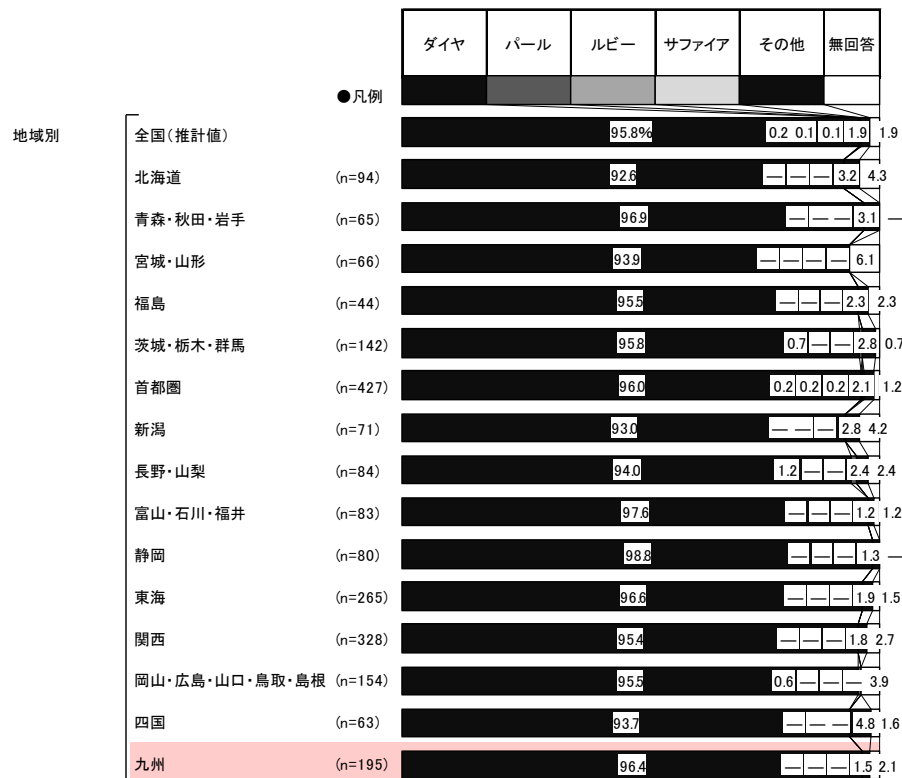 ダイヤ パール ルビー サファイア その他 無回答
●凡例
地域別 全国(推計値) 95.8% 0.2 0.1 0.1 1.9 1.9
北海道 (n=94) 92.6 — — — 3.2 4.3
青森・秋田・岩手 (n=65) 96.9 — — — 3.1 —
宮城・山形 (n=66) 93.9 — — — — 6.1
福島 (n=44) 95.5 — — — 2.3 2.3
茨城・栃木・群馬 (n=142) 95.8 0.7 — — 2.8 0.7
首都圏 (n=427) 96.0 0.2 0.2 0.2 2.1 1.2
新潟 (n=71) 93.0 — — — 2.8 4.2
長野・山梨 (n=84) 94.0 1.2 — — 2.4 2.4
富山・石川・福井 (n=83) 97.6 — — — 1.2 1.2
静岡 (n=80) 98.8 — — — 1.3 —
東海 (n=265) 96.6 — — — 1.9 1.5
関西 (n=328) 95.4 — — — 1.8 2.7
岡山・広島・山口・鳥取・島根 (n=154) 95.5 0.6 — — — 3.9
四国 (n=63) 93.7 — — — 4.8 1.6
九州 (n=195) 96.4 — — — 1.5 2.1